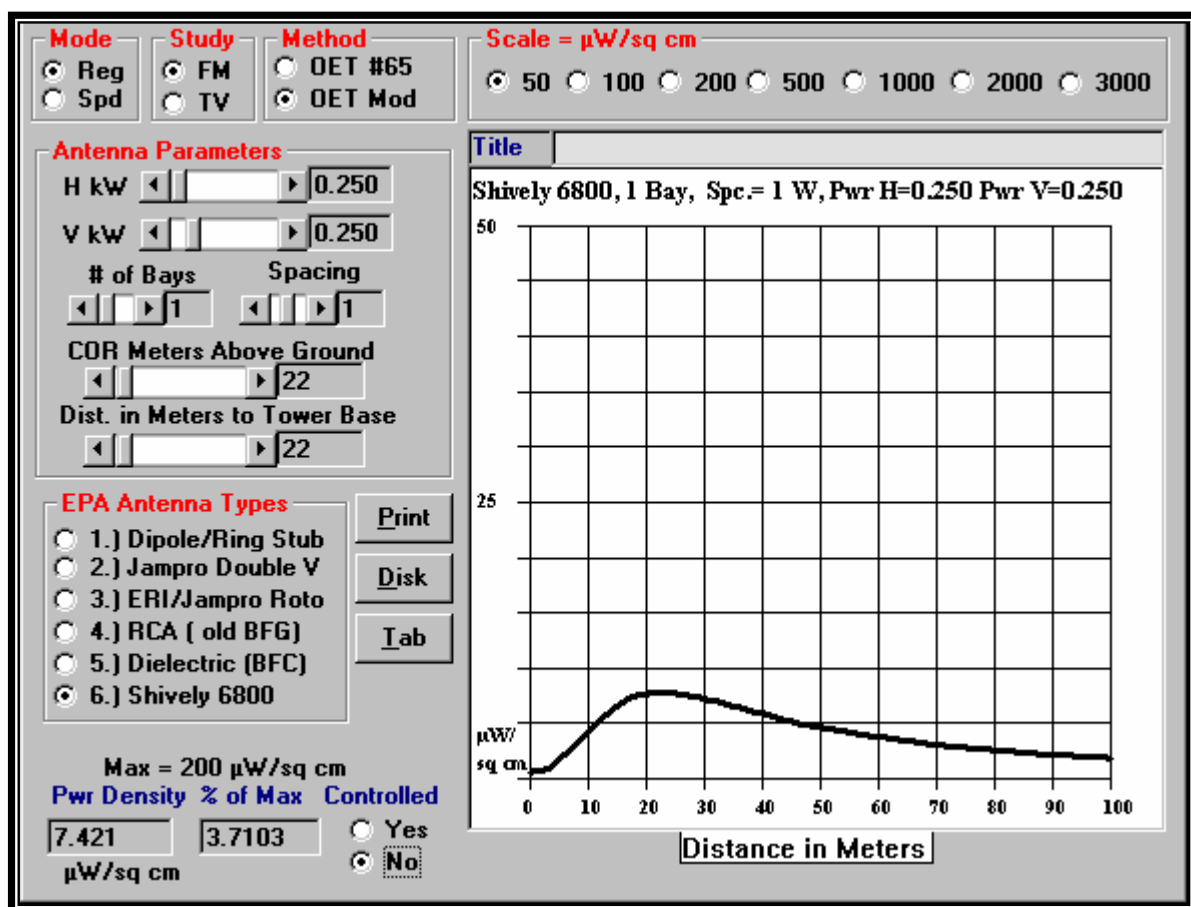 Mode
Reg
Spd
Study
FM
TV
Method
OET #65
OET Mod
Scale = µW/sq cm
50 100 200 500 1000 2000 3000
Antenna Parameters
H kW 0.250
V kW 0.250
# of Bays Spacing
1 1
COR Meters Above Ground
22
Dist. in Meters to Tower Base
22
EPA Antenna Types
1.) Dipole/Ring Stub
2.) Jampro Double V
3.) ERI/Jampro Roto
4.) RCA ( old BFG)
5.) Dielectric (BFC)
6.) Shively 6800
Print
Disk
Tab
Max = 200 µW/sq cm
Pwr Density % of Max Controlled
7.421 3.7103 Yes
No
µW/sq cm
Title
Shively 6800, 1 Bay, Spc.= 1 W, Pwr H=0.250 Pwr V=0.250
50
25
µW/
sq cm
0 10 20 30 40 50 60 70 80 90 100
Distance in Meters